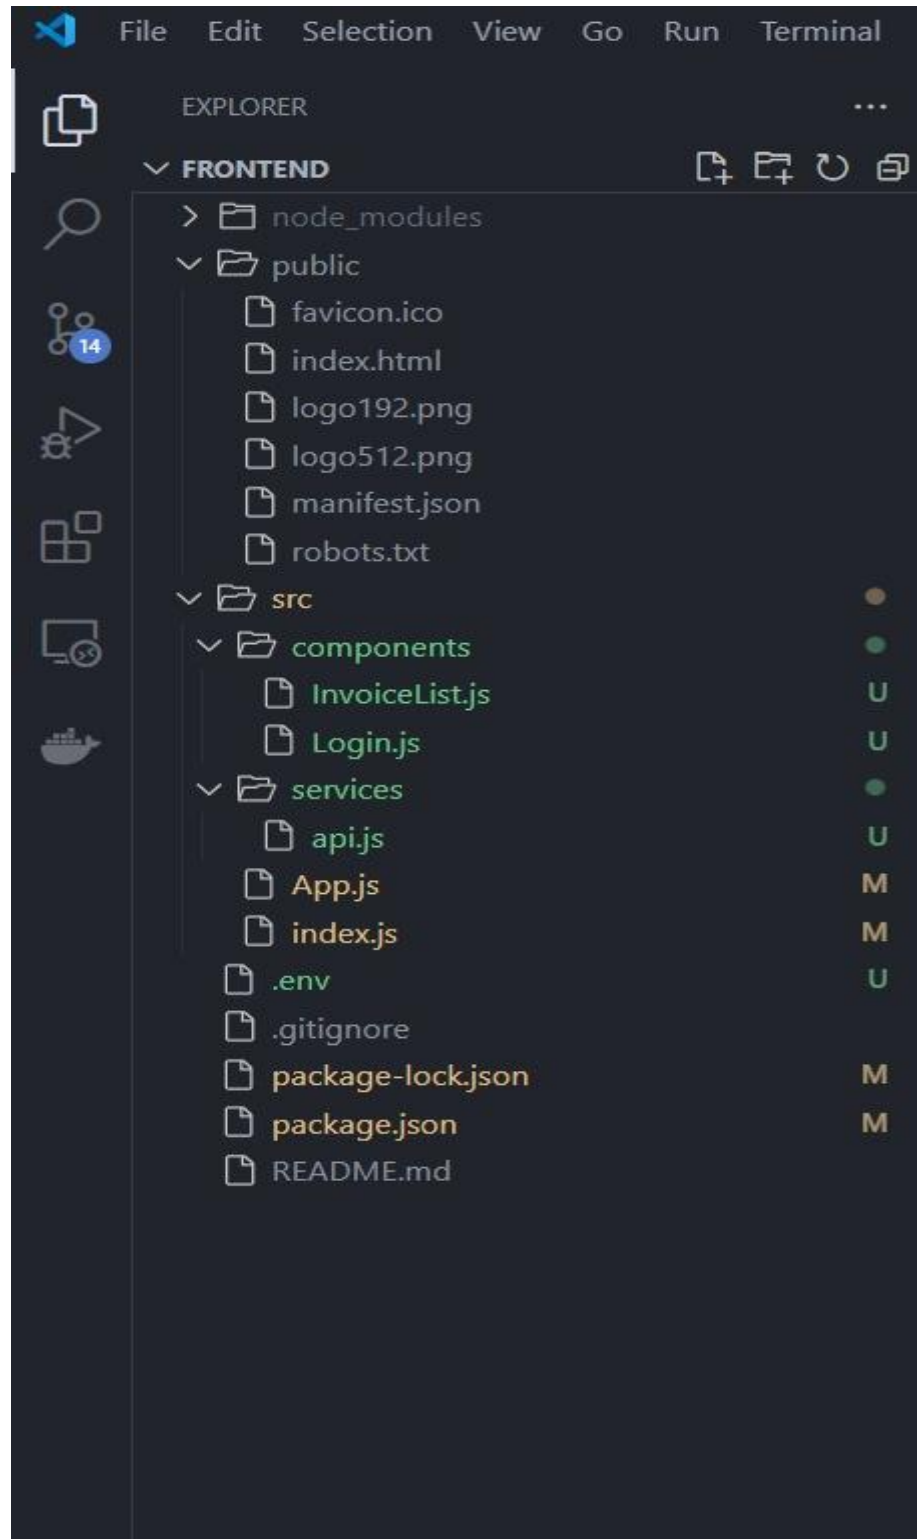 File Edit Selection View Go Run Terminal
EXPLORER
FRONTEND
node_modules
public
favicon.ico
index.html
logo192.png
logo512.png
manifest.json
robots.txt
src
components
InvoiceList.js U
Login.js U
services
api.js U
App.js M
index.js M
.env U
.gitignore
package-lock.json M
package.json M
README.md
14